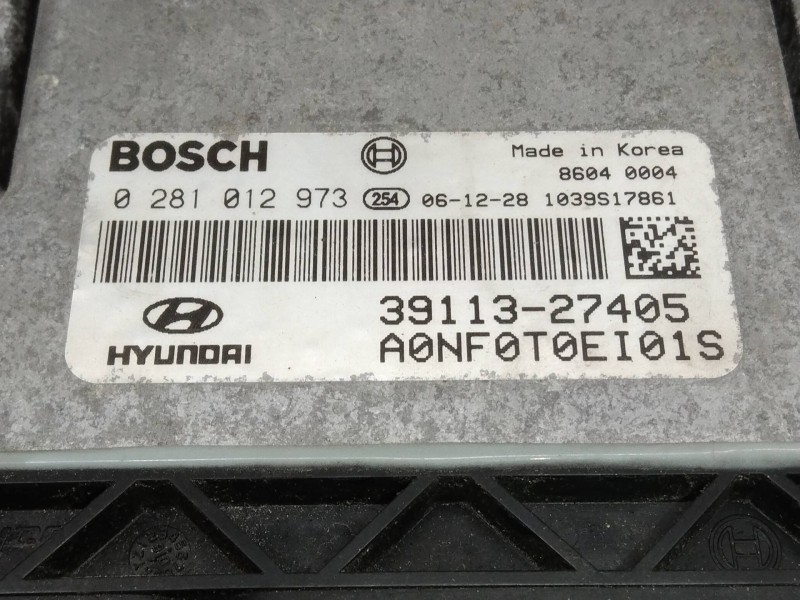 BOSCH
Made in Korea
8604 0004
0 281 012 973 254 06-12-28 1039S17861
39113-27405
HYUNDAI A0NF0T0EI01S